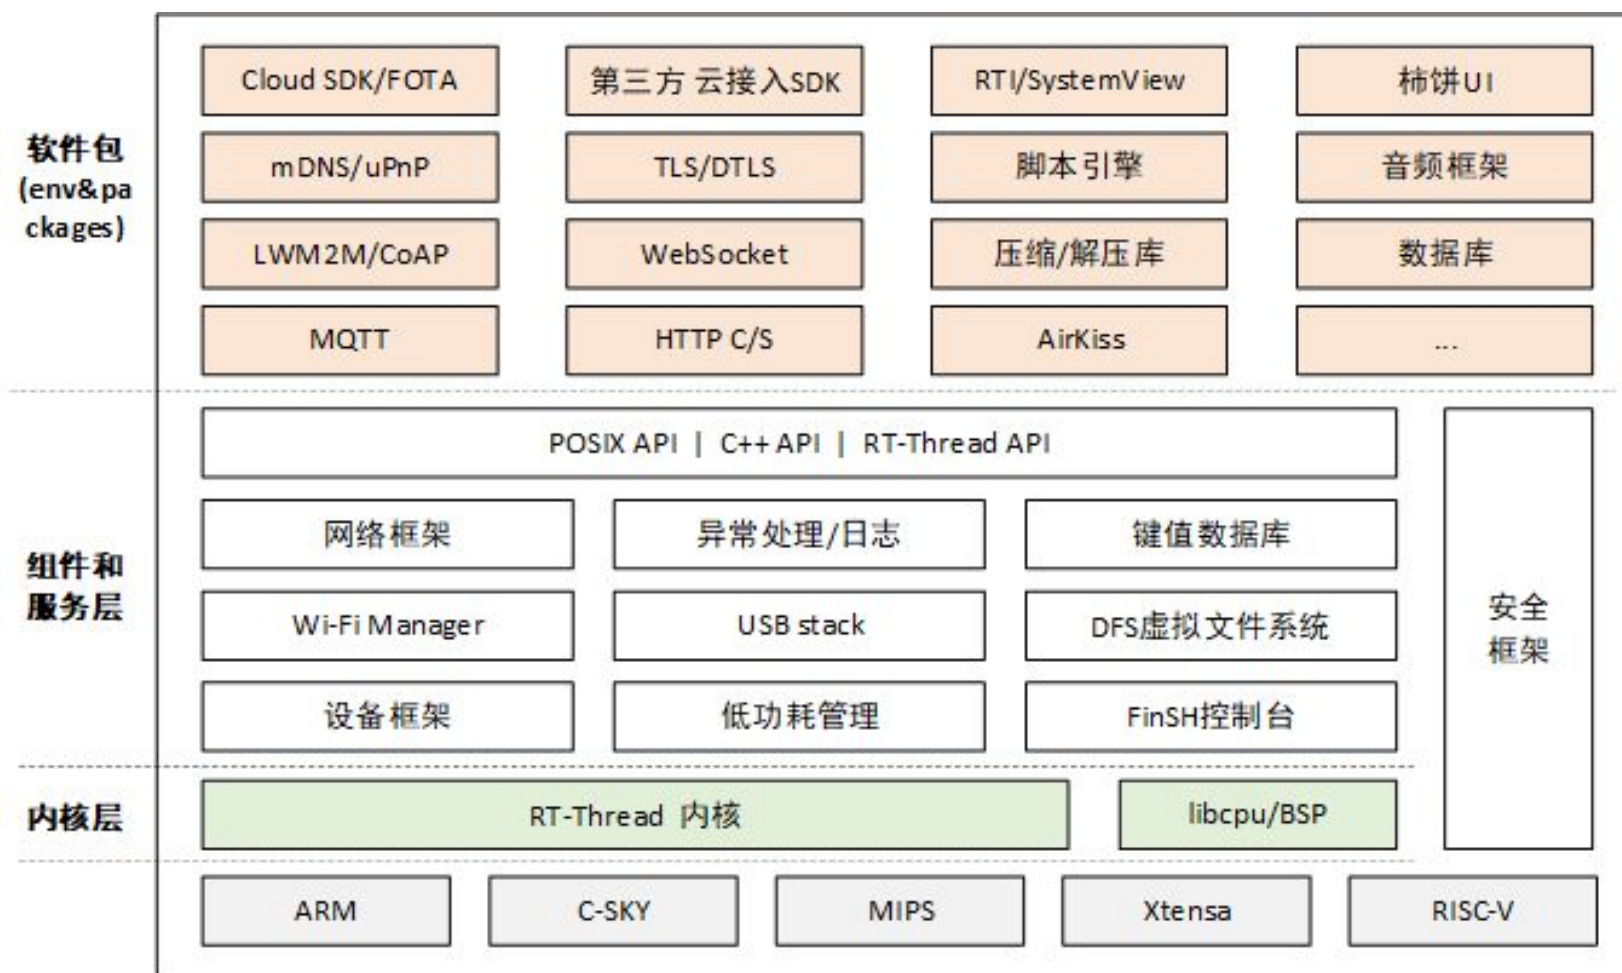 Cloud SDK/FOTA
第三方 云接入SDK
RTI/SystemView
柿饼UI
软件包
(env&pa
ckages)
mDNS/uPnP
TLS/DTLS
脚本引擎
音频框架
LWM2M/CoAP
WebSocket
压缩/解压库
数据库
MQTT
HTTP C/S
AirKiss
...
POSIX API | C++ API | RT-Thread API
组件和
服务层
网络框架
异常处理/日志
键值数据库
Wi-Fi Manager
USB stack
DFS虚拟文件系统
设备框架
低功耗管理
FinSH控制台
安全
框架
内核层
RT-Thread 内核
libcpu/BSP
ARM
C-SKY
MIPS
Xtensa
RISC-V